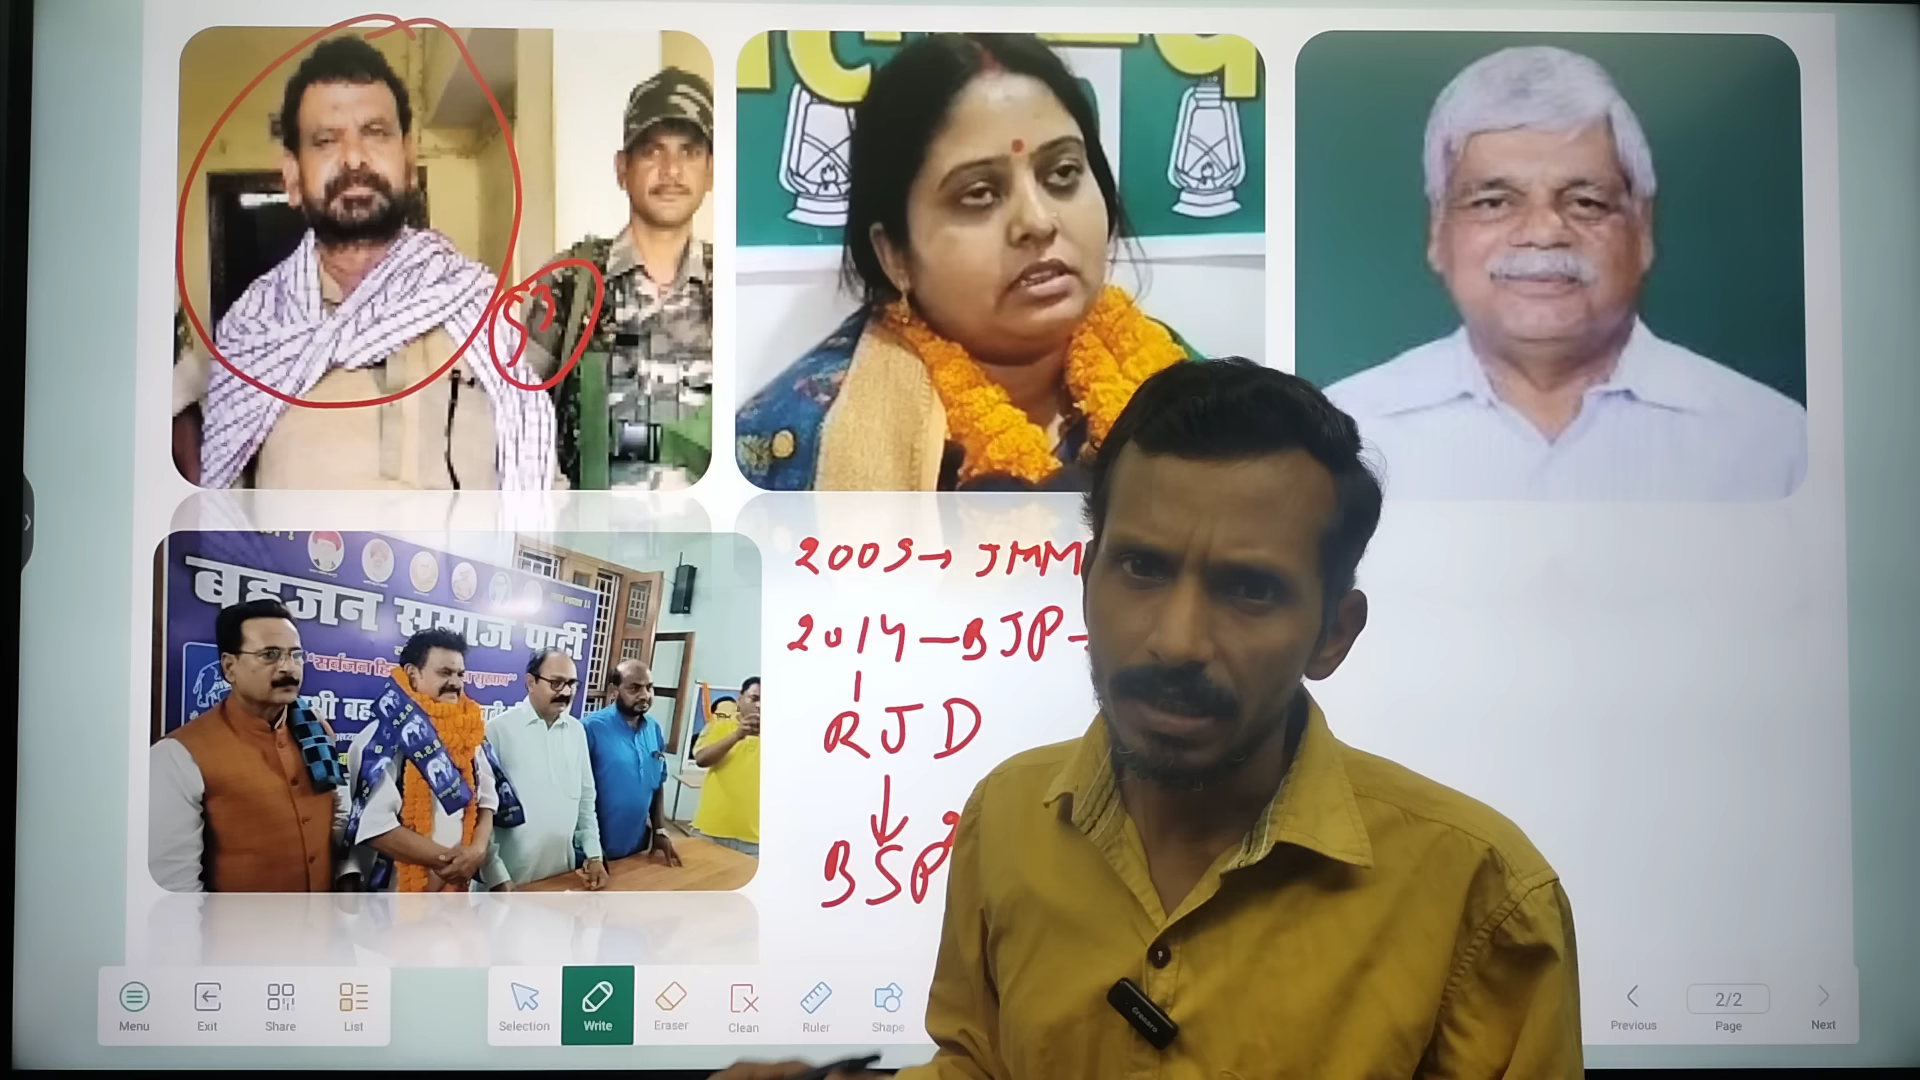 53
बहुजन समाज पार्टी
2005→ JMM
2014 — BJP -
RJD
BSP
Menu
Exit
Share
List
Selection
Write
Eraser
Clean
Ruler
Shape
Previous
2/2
Page
Next